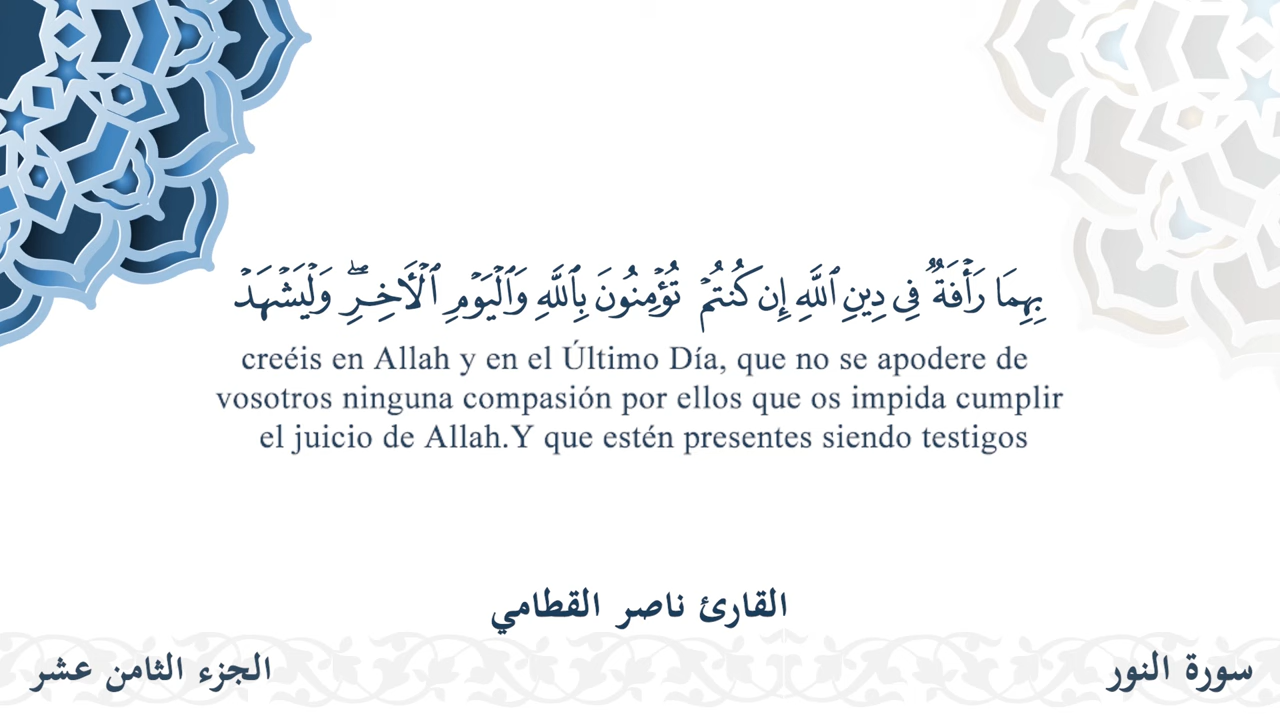 بِهِمَا رَأۡفَةٞ فِي دِينِ ٱللَّهِ إِن كُنتُمۡ تُؤۡمِنُونَ بِٱللَّهِ وَٱلۡيَوۡمِ ٱلۡأٓخِرِۖ وَلۡيَشۡهَدۡ
creéis en Allah y en el Último Día, que no se apodere de
vosotros ninguna compasión por ellos que os impida cumplir
el juicio de Allah.Y que estén presentes siendo testigos
القارئ ناصر القطامي
سورة النور
الجزء الثامن عشر